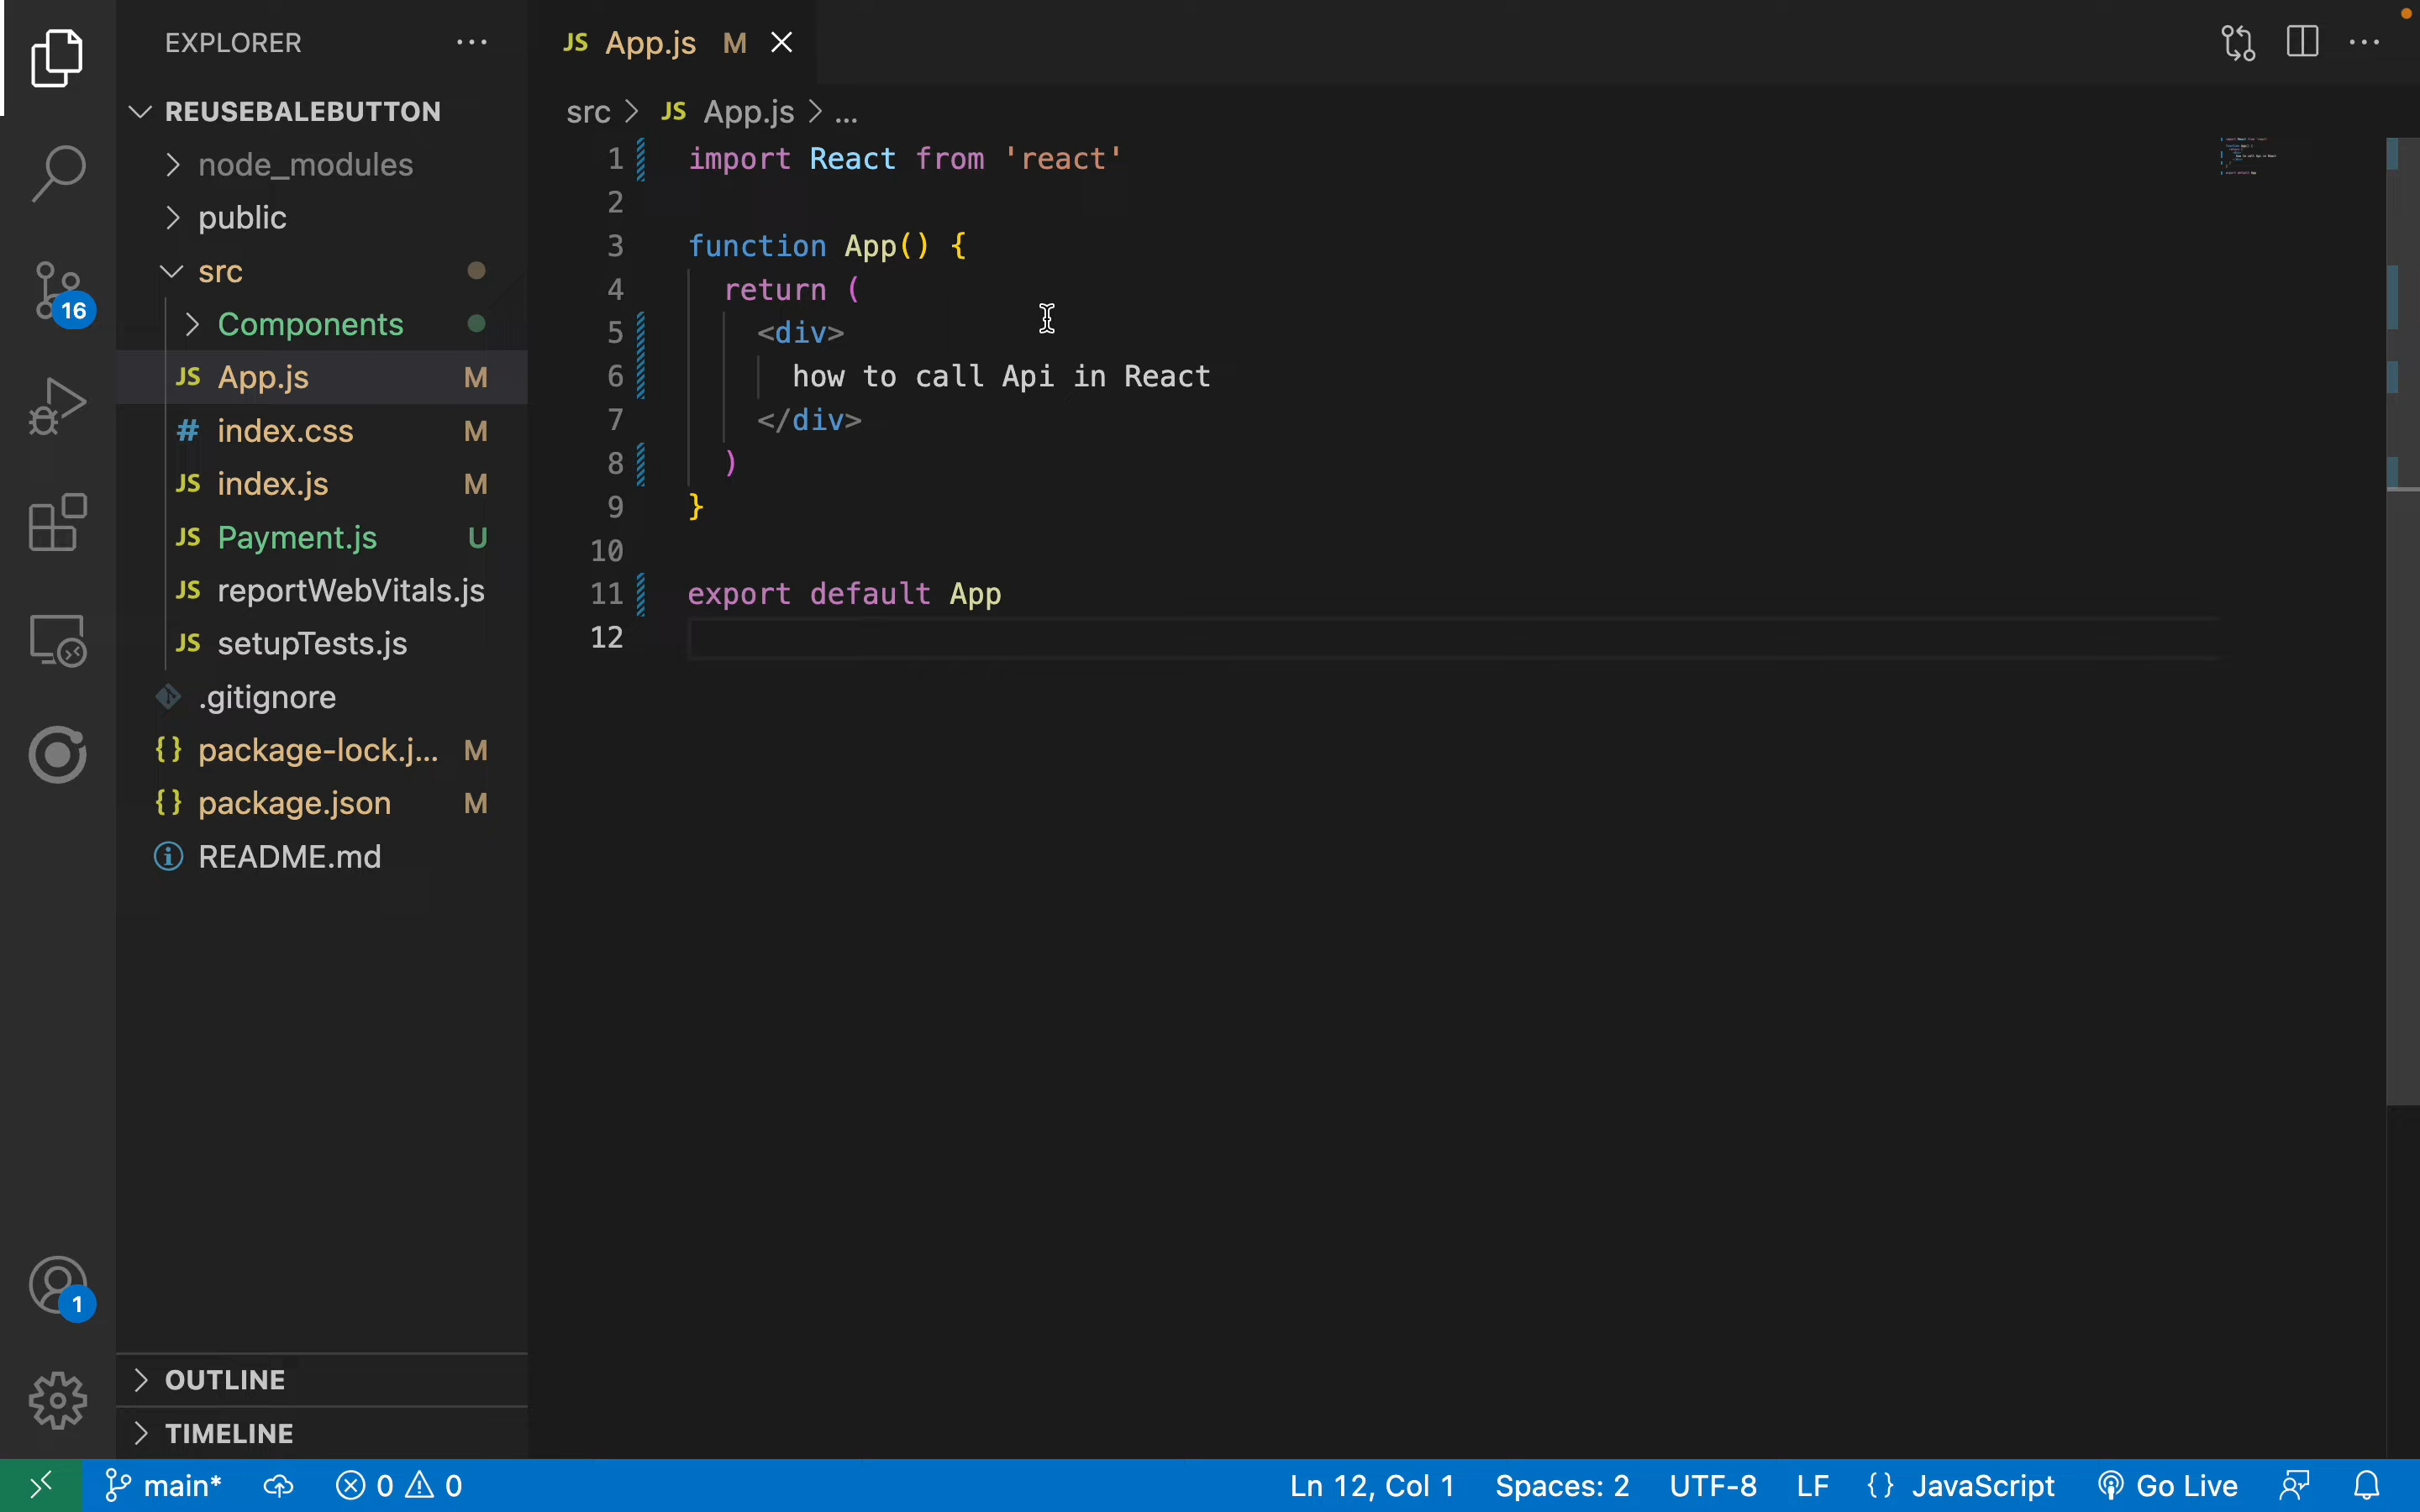 EXPLORER
REUSEBALEBUTTON
node_modules
public
src
Components
JS App.js M
# index.css M
JS index.js M
JS Payment.js U
JS reportWebVitals.js
JS setupTests.js
.gitignore
{} package-lock.j... M
{} package.json M
README.md
OUTLINE
TIMELINE
16
1
JS App.js M
src > JS App.js > ...
1 import React from 'react'
2
3 function App() {
4 return (
5 <div>
6 how to call Api in React
7 </div>
8 )
9 }
10
11 export default App
12
main* 0 0 Ln 12, Col 1 Spaces: 2 UTF-8 LF {} JavaScript Go Live